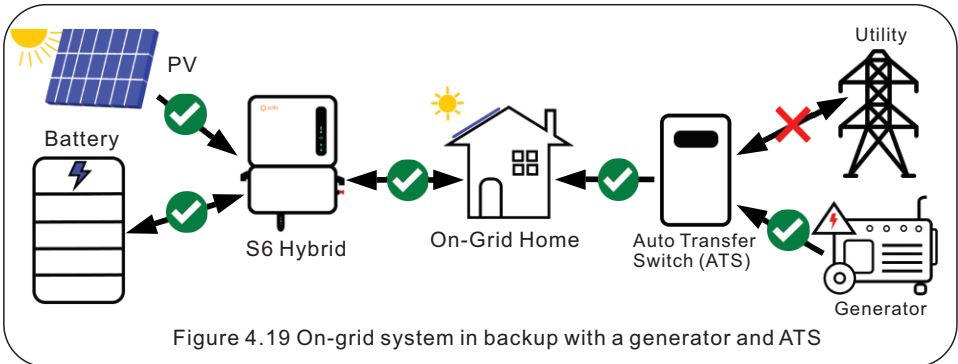 Utility
PV
solis
Battery
S6 Hybrid
On-Grid Home
Auto Transfer
Switch (ATS)
Generator
Figure 4.19 On-grid system in backup with a generator and ATS